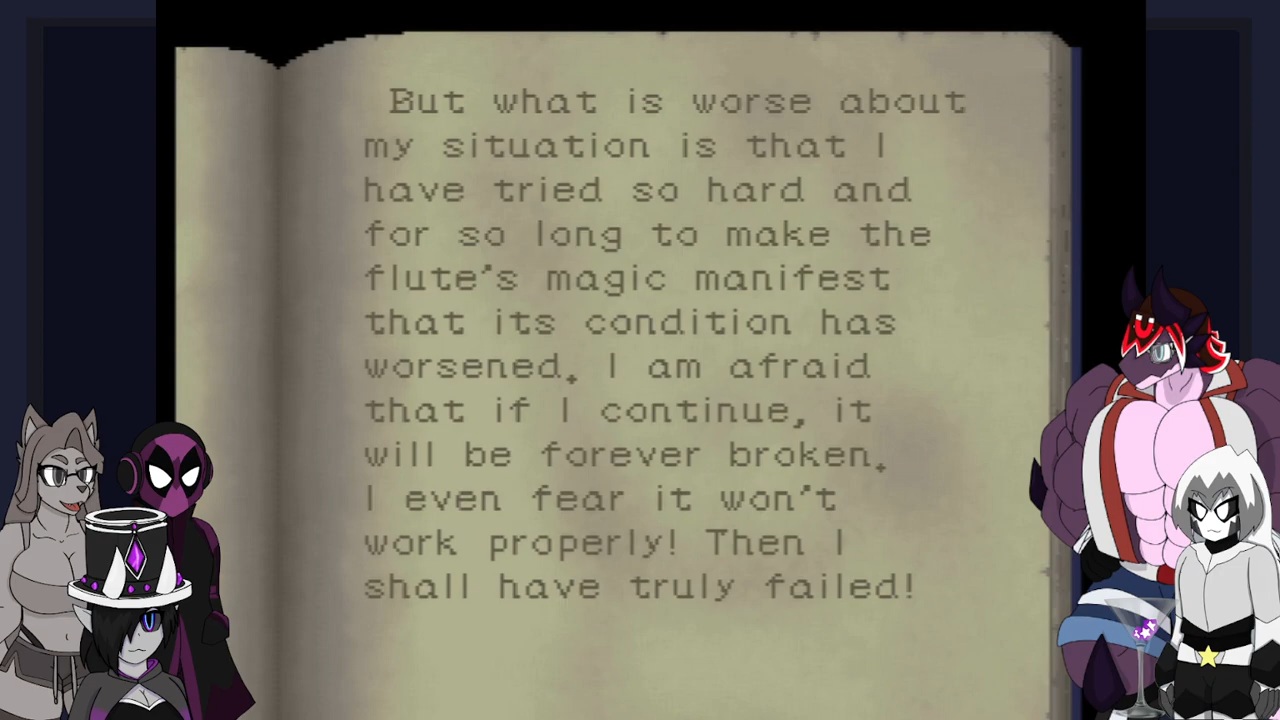 But what is worse about
my situation is that I
have tried so hard and
for so long to make the
flute's magic manifest
that its condition has
worsened. I am afraid
that if I continue, it
will be forever broken.
I even fear it won't
work properly! Then I
shall have truly failed!